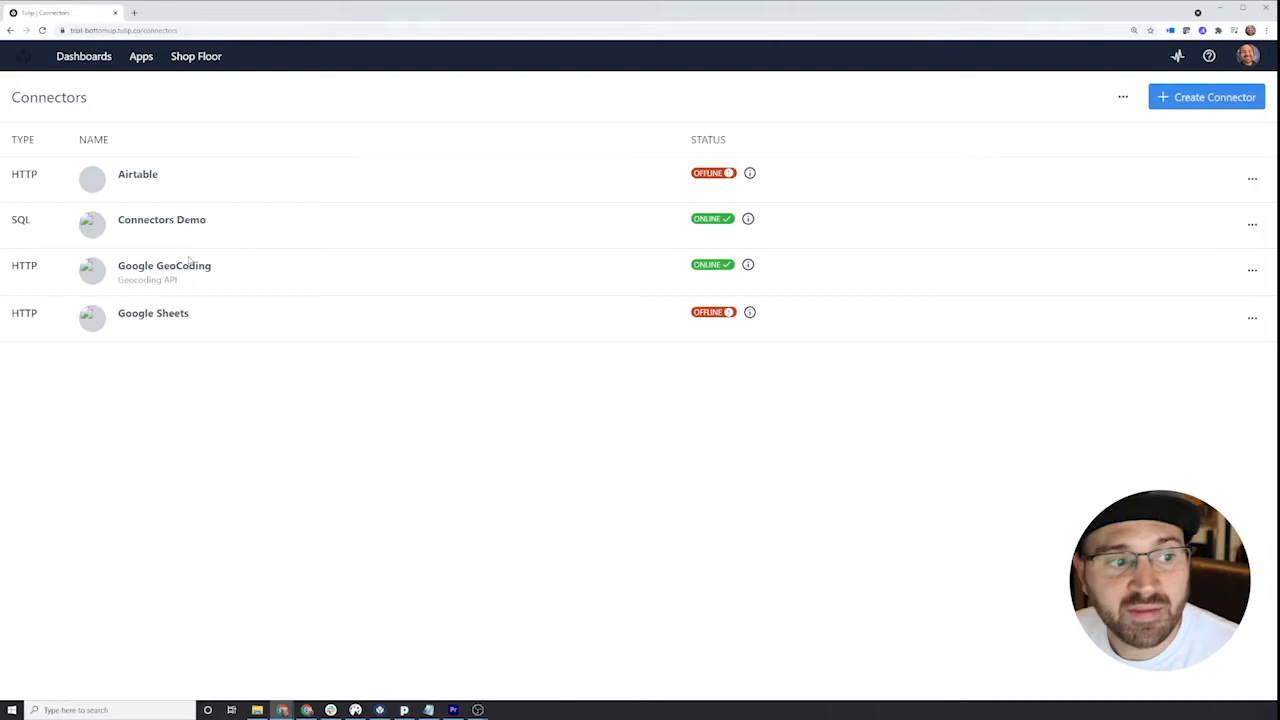 Tulip | Connectors
trial-bottomup.tulip.co/connectors
Dashboards Apps Shop Floor
Connectors
Create Connector
TYPE NAME STATUS
HTTP Airtable OFFLINE
SQL Connectors Demo ONLINE
HTTP Google GeoCoding ONLINE
Geocoding API
HTTP Google Sheets OFFLINE
Type here to search